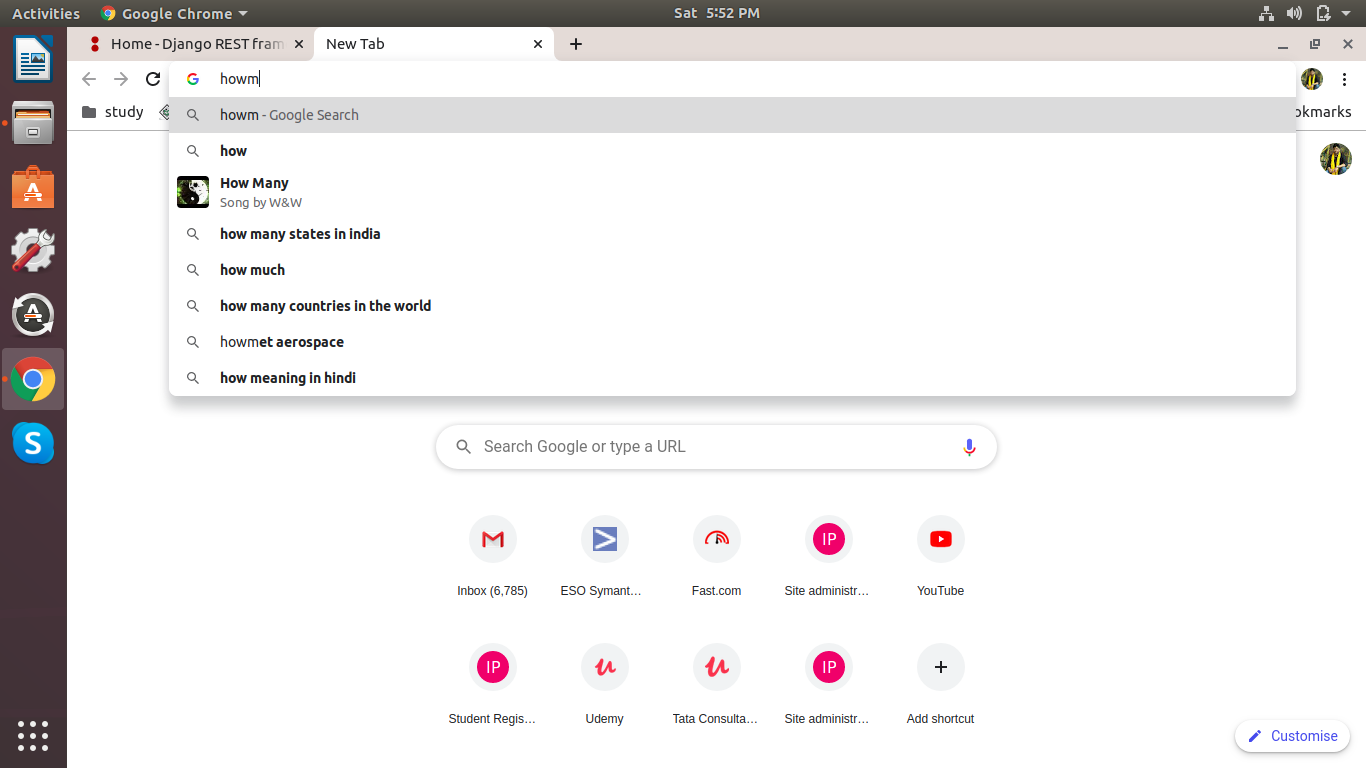 Activities Google Chrome Sat 5:52 PM
Home - Django REST fram New Tab
howm
study okmarks
howm - Google Search
how
How Many
Song by W&W
how many states in india
how much
how many countries in the world
howmet aerospace
how meaning in hindi
Search Google or type a URL
Inbox (6,785) ESO Symant… Fast.com IP Site administr… YouTube
IP Student Regis… Udemy Tata Consulta… IP Site administr… Add shortcut
Customise